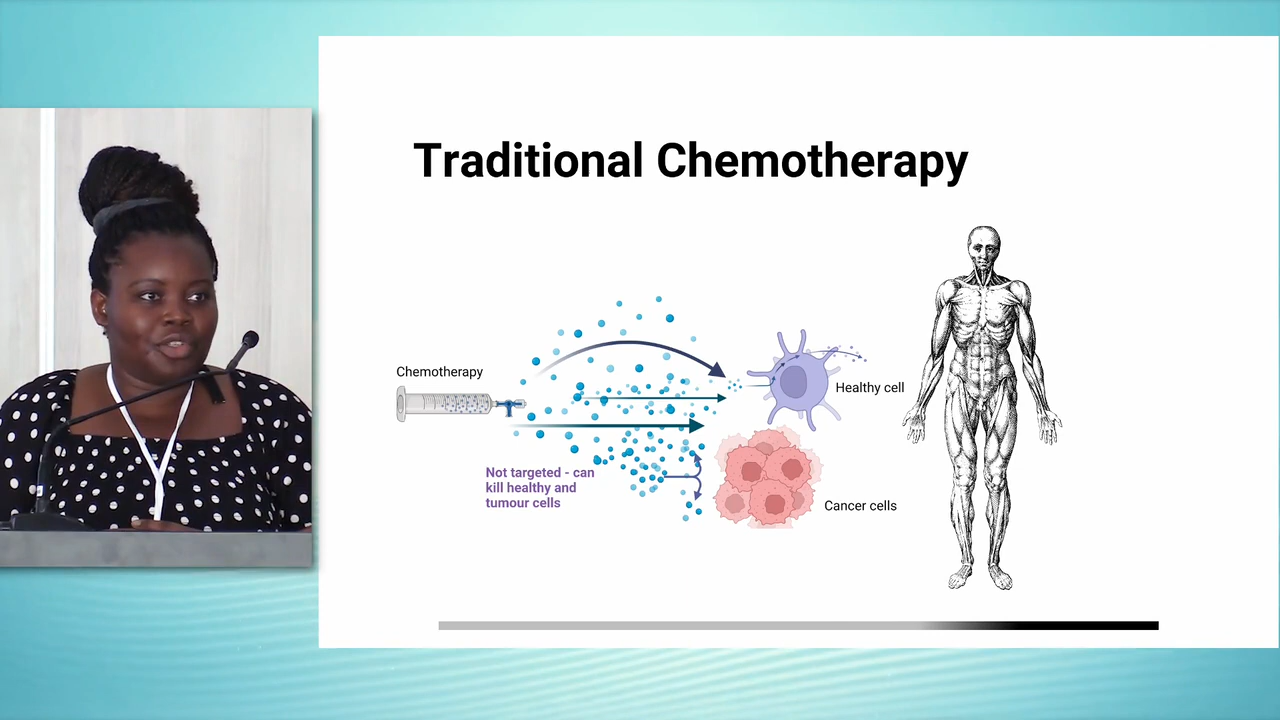 Traditional Chemotherapy
Chemotherapy
Healthy cell
Not targeted - can
kill healthy and
tumour cells
Cancer cells